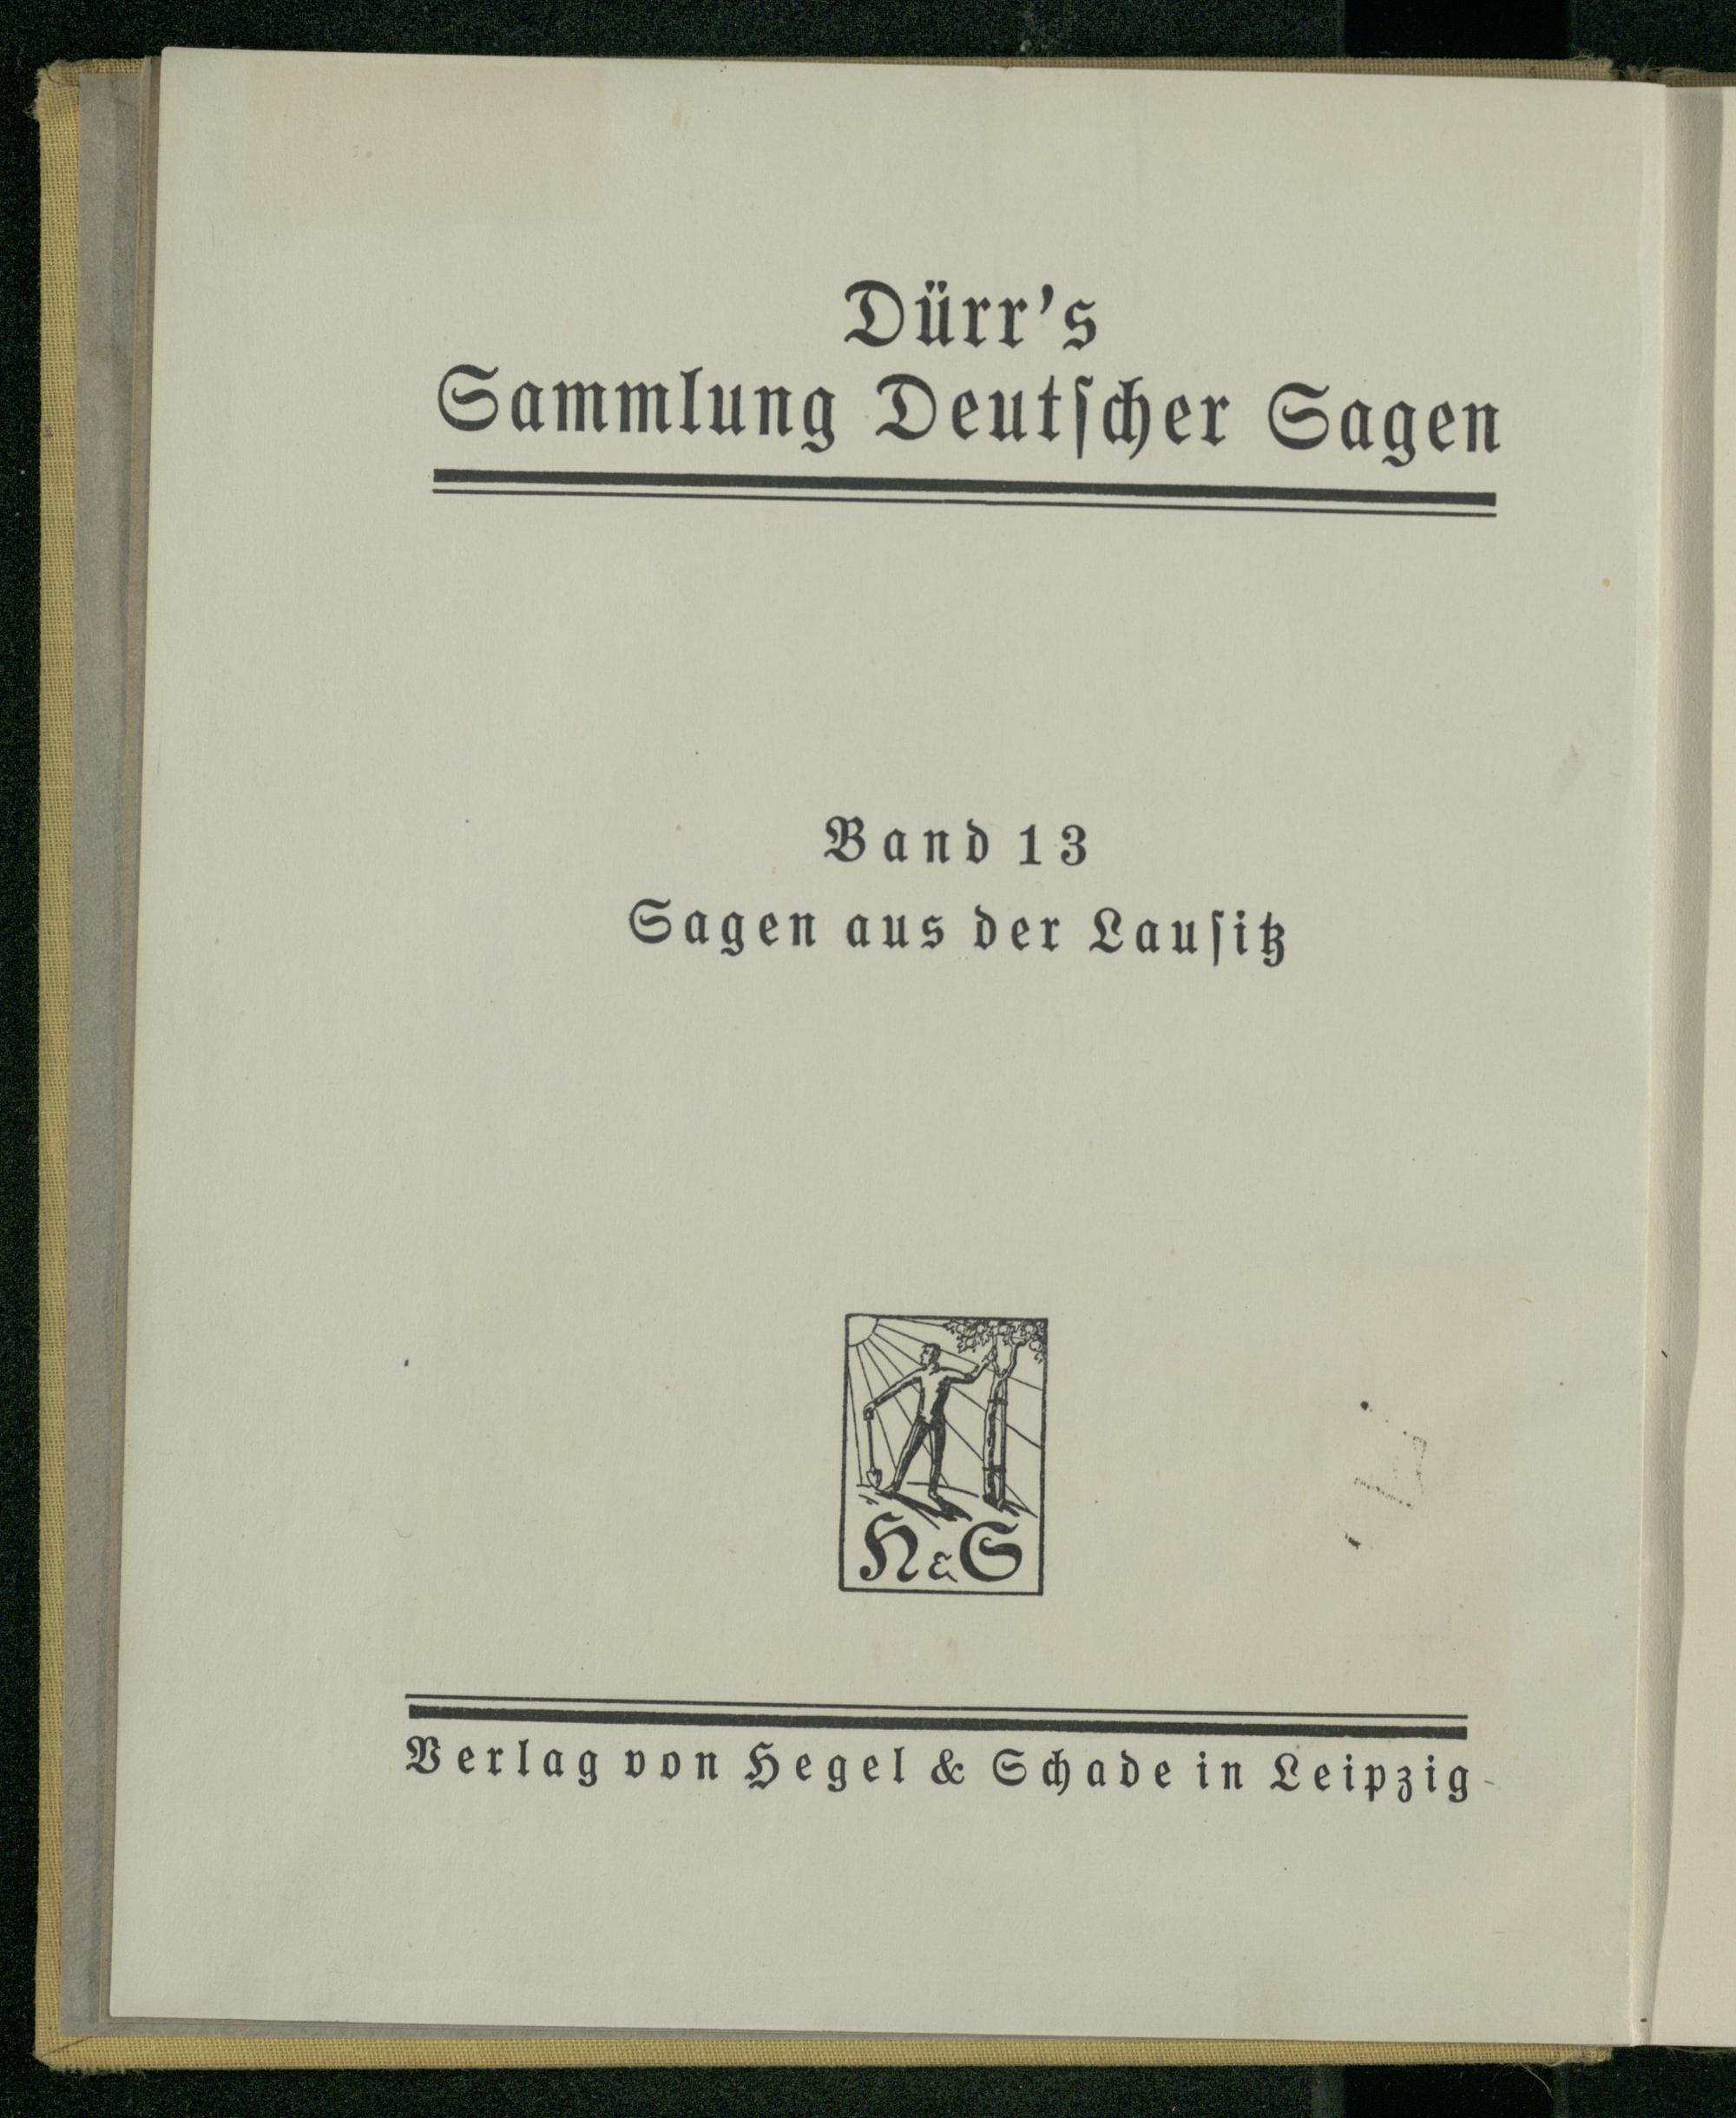 Dürr's
Sammlung Deutſcher Sagen
Band 13
Sagen aus der Lauſitz
H&S
Verlag von Hegel & Schade in Leipzig